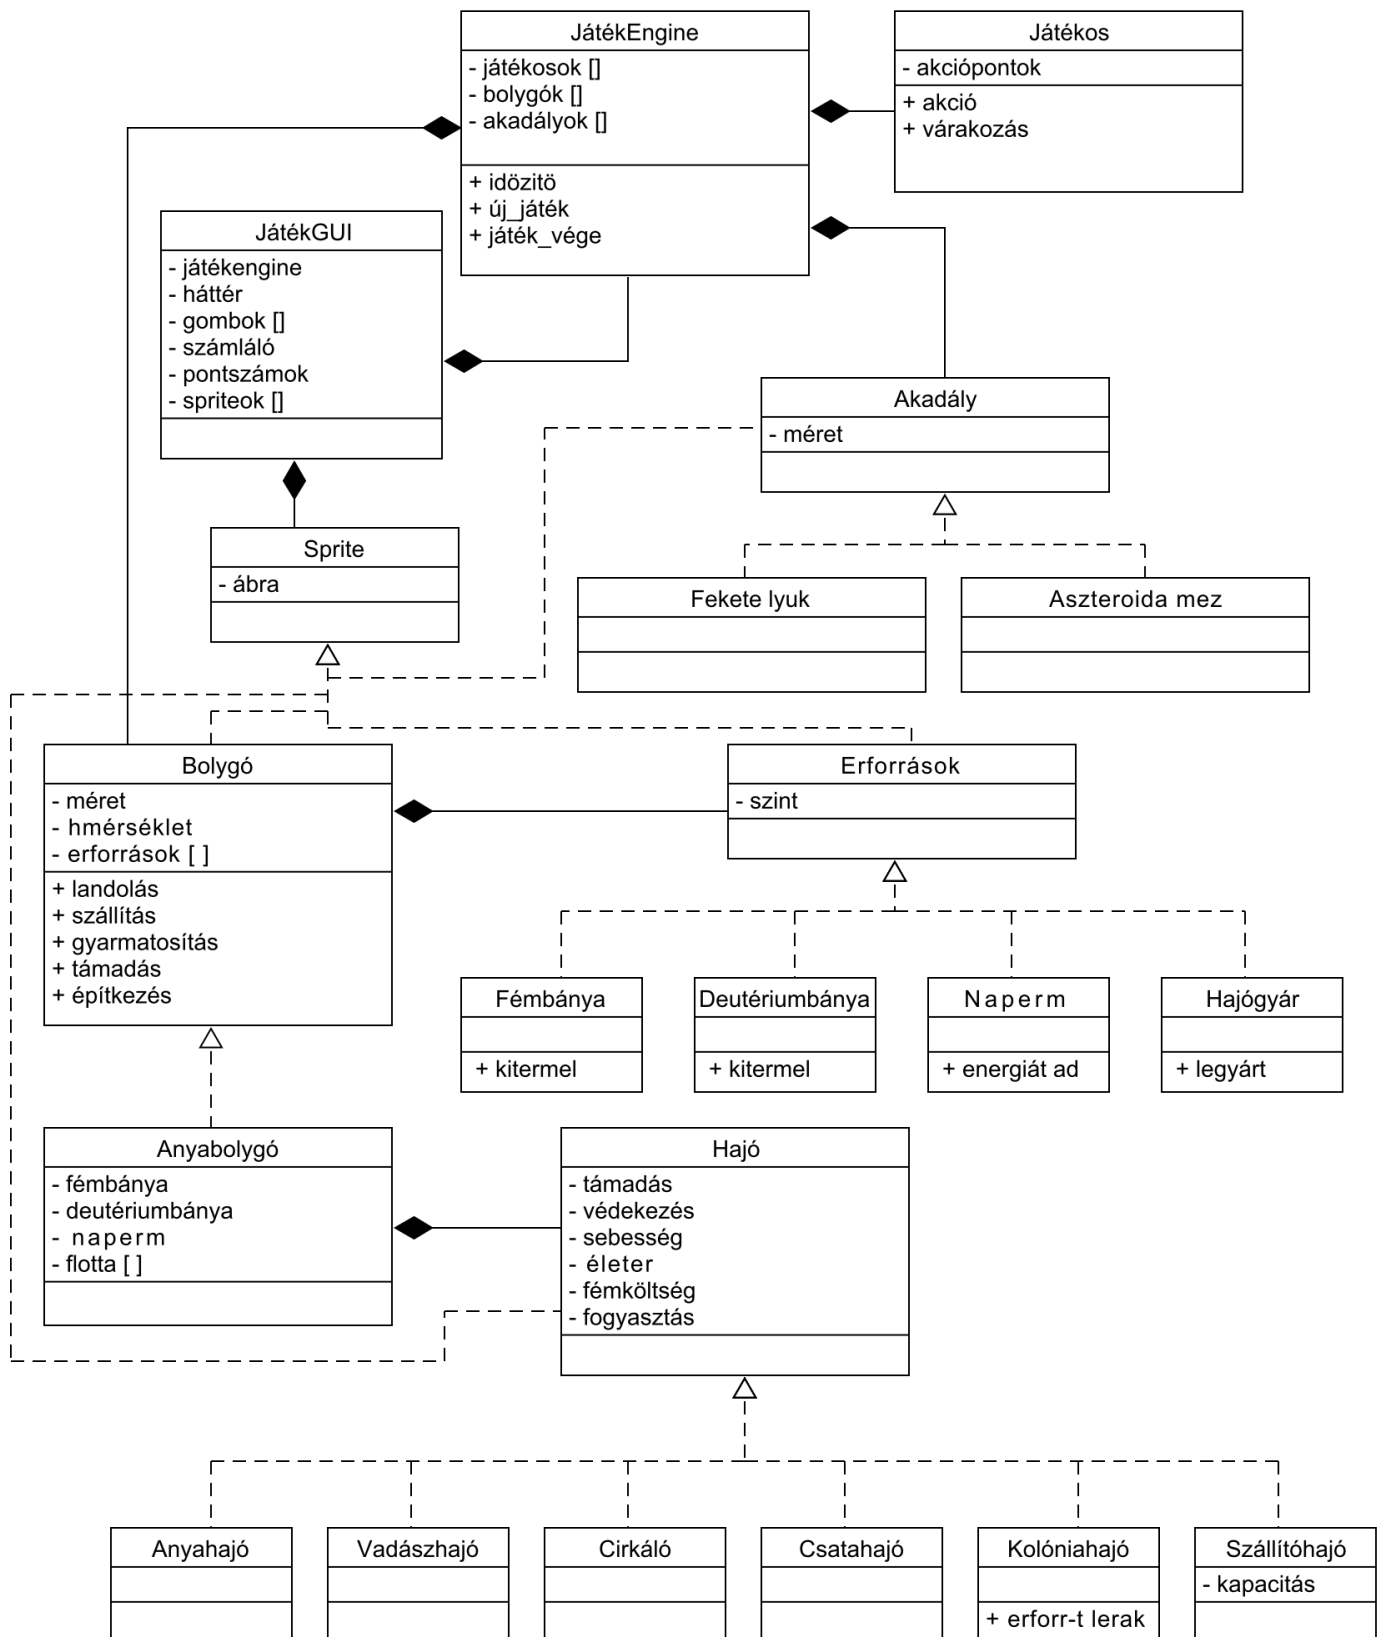 JátékEngine
- játékosok []
- bolygók []
- akadályok []
+ idözitö
+ új_játék
+ játék_vége
Játékos
- akciópontok
+ akció
+ várakozás
JátékGUI
- játékengine
- háttér
- gombok []
- számláló
- pontszámok
- spriteok []
Akadály
- méret
Sprite
- ábra
Fekete lyuk
Aszteroida mez
Bolygó
- méret
- hmérséklet
- erforrások [ ]
+ landolás
+ szállítás
+ gyarmatosítás
+ támadás
+ építkezés
Erforrások
- szint
Fémbánya
+ kitermel
Deutériumbánya
+ kitermel
Naperm
+ energiát ad
Hajógyár
+ legyárt
Anyabolygó
- fémbánya
- deutériumbánya
- naperm
- flotta [ ]
Hajó
- támadás
- védekezés
- sebesség
- életer
- fémköltség
- fogyasztás
Anyahajó
Vadászhajó
Cirkáló
Csatahajó
Kolóniahajó
+ erforr-t lerak
Szállítóhajó
- kapacitás